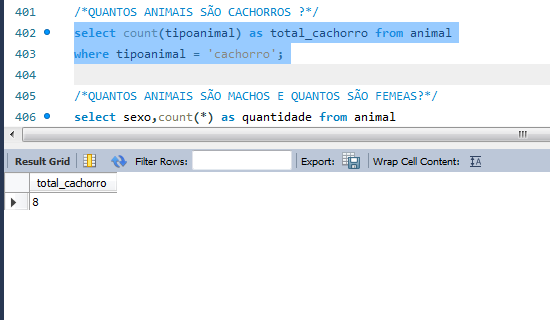 401 /*QUANTOS ANIMAIS SÃO CACHORROS ?*/
402 select count(tipoanimal) as total_cachorro from animal
403 where tipoanimal = 'cachorro';
404
405 /*QUANTOS ANIMAIS SÃO MACHOS E QUANTOS SÃO FEMEAS?*/
406 select sexo,count(*) as quantidade from animal
Result Grid Filter Rows: Export: Wrap Cell Content:
total_cachorro
8